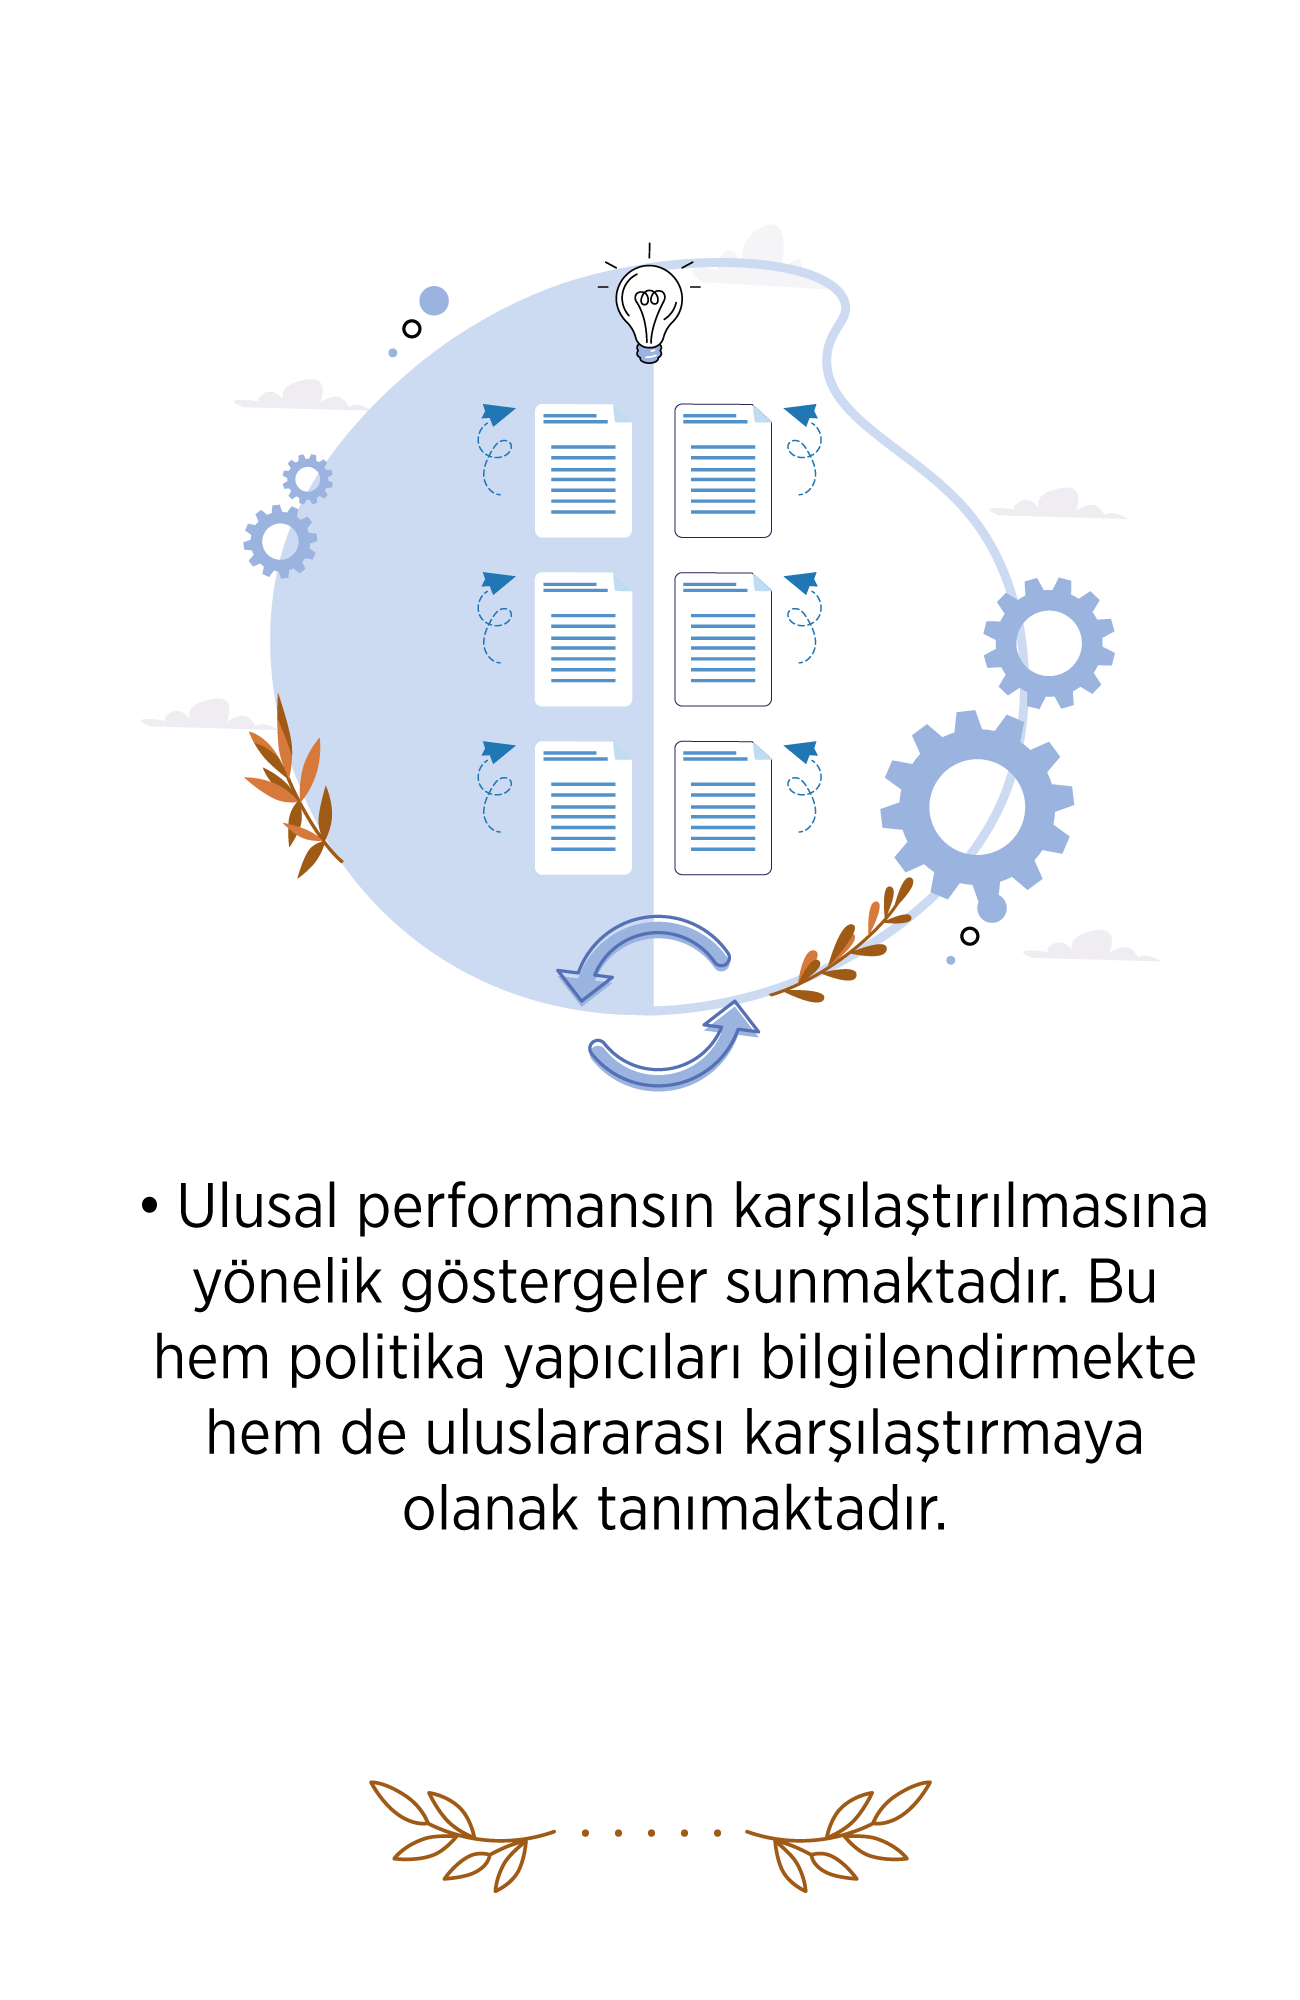 • Ulusal performansın karşılaştırılmasına
yönelik göstergeler sunmaktadır. Bu
hem politika yapıcıları bilgilendirmekte
hem de uluslararası karşılaştırmaya
olanak tanımaktadır.